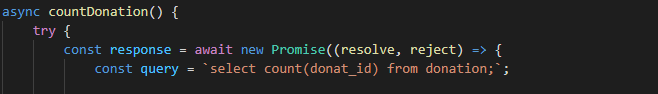 async countDonation() {
try {
const response = await new Promise((resolve, reject) => {
const query = `select count(donat_id) from donation;`;